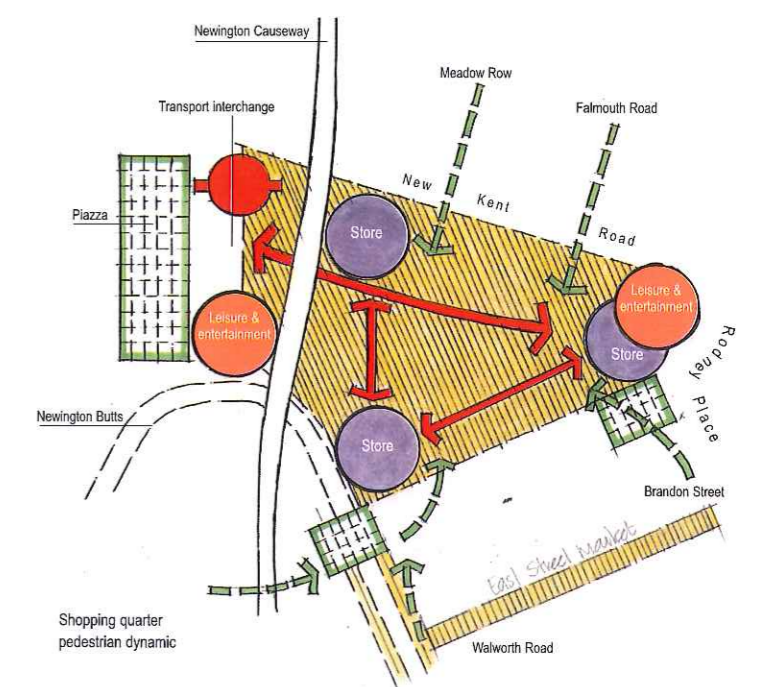 Newington Causeway
Meadow Row
Transport interchange
Falmouth Road
New Kent Road
Piazza
Store
Leisure &
entertainment
Leisure &
entertainment
Store
Rodney Place
Newington Butts
Store
Brandon Street
East Street Market
Shopping quarter
pedestrian dynamic
Walworth Road